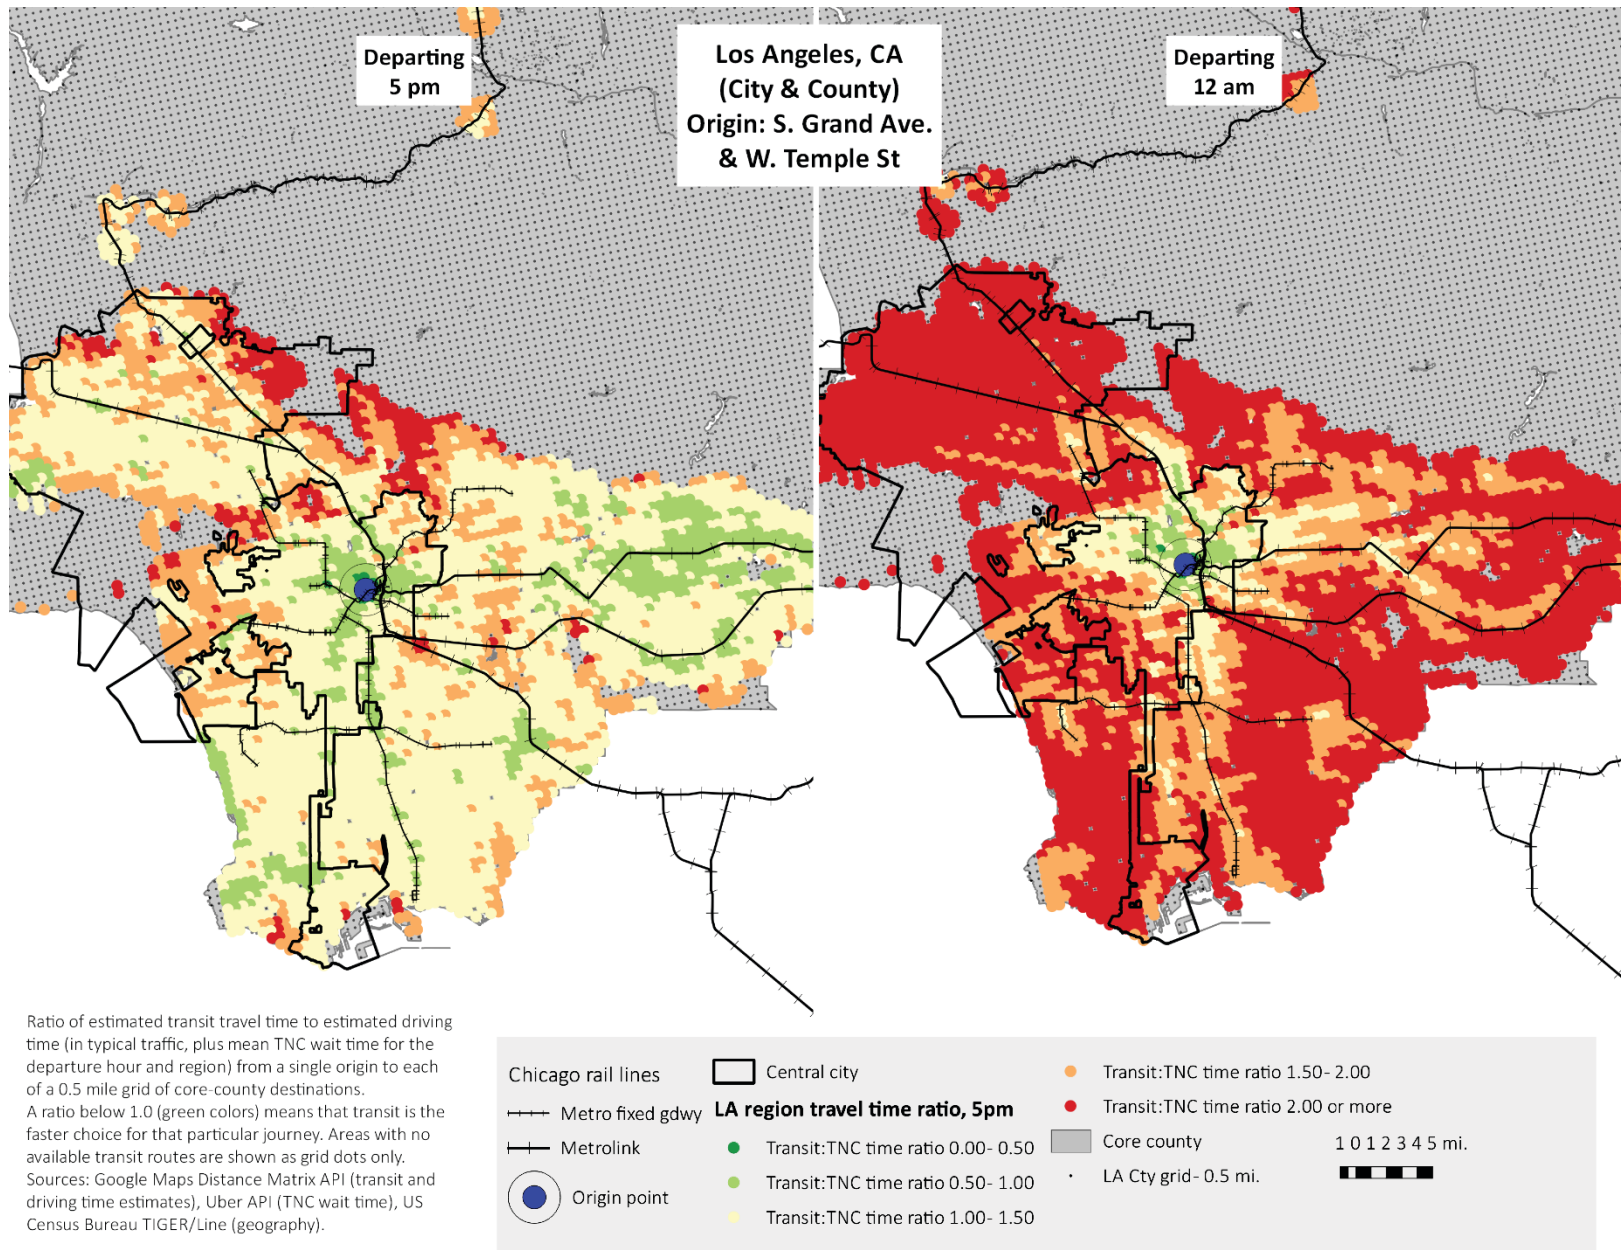 Departing
5 pm
Los Angeles, CA
(City & County)
Origin: S. Grand Ave.
& W. Temple St
Departing
12 am
Ratio of estimated transit travel time to estimated driving
time (in typical traffic, plus mean TNC wait time for the
departure hour and region) from a single origin to each
of a 0.5 mile grid of core-county destinations.
A ratio below 1.0 (green colors) means that transit is the
faster choice for that particular journey. Areas with no
available transit routes are shown as grid dots only.
Sources: Google Maps Distance Matrix API (transit and
driving time estimates), Uber API (TNC wait time), US
Census Bureau TIGER/Line (geography).
Chicago rail lines
Metro fixed gdwy
Metrolink
Origin point
Central city
LA region travel time ratio, 5pm
Transit:TNC time ratio 0.00- 0.50
Transit:TNC time ratio 0.50- 1.00
Transit:TNC time ratio 1.00- 1.50
Transit:TNC time ratio 1.50- 2.00
Transit:TNC time ratio 2.00 or more
Core county
LA Cty grid- 0.5 mi.
1 0 1 2 3 4 5 mi.